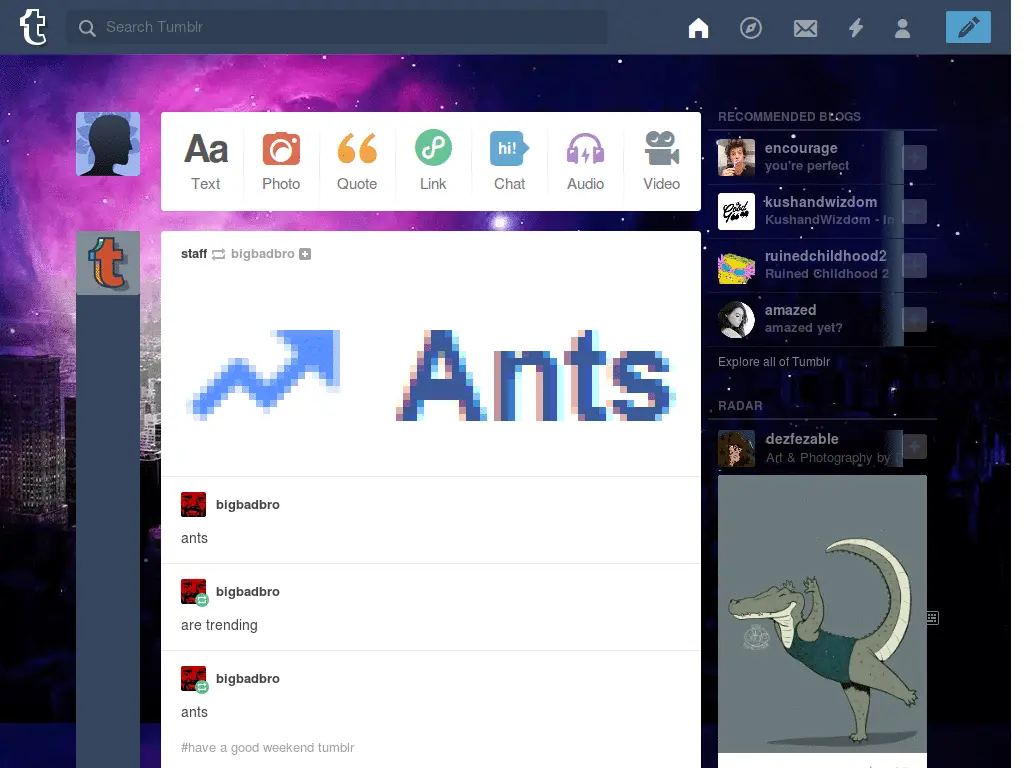 Search Tumblr
Aa
Text
Photo
Quote
Link
hi!
Chat
Audio
Video
staff bigbadbro
Ants
bigbadbro
ants
bigbadbro
are trending
bigbadbro
ants
#have a good weekend tumblr
RECOMMENDED BLOGS
encourage
you're perfect
kushandwizdom
KushandWizdom - In
ruinedchildhood2
Ruined Childhood 2
amazed
amazed yet?
Explore all of Tumblr
RADAR
dezfezable
Art & Photography by